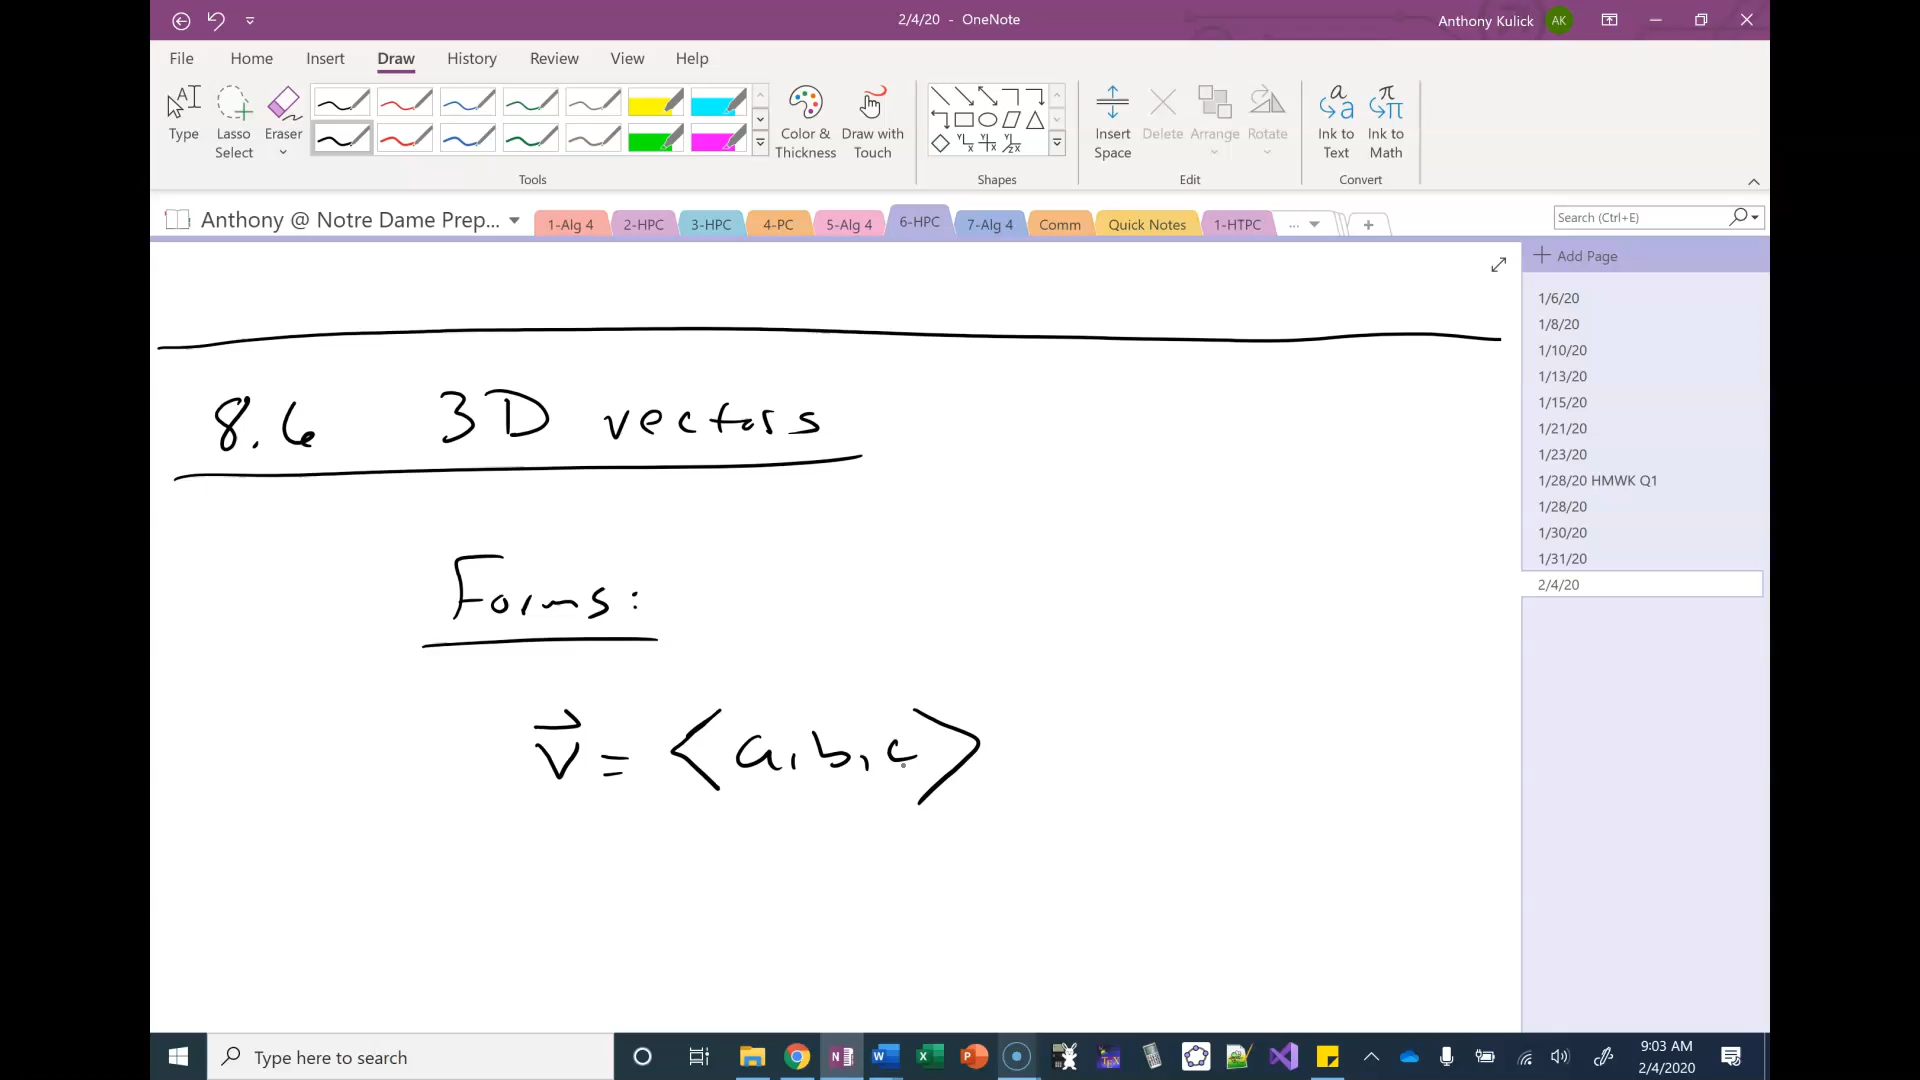 2/4/20 - OneNote
Anthony Kulick
AK
File Home Insert Draw History Review View Help
Type
Lasso Select
Eraser
Color & Thickness
Draw with Touch
Insert Space
Delete
Arrange
Rotate
Ink to Text
Ink to Math
Tools
Shapes
Edit
Convert
Anthony @ Notre Dame Prep...
1-Alg 4
2-HPC
3-HPC
4-PC
5-Alg 4
6-HPC
7-Alg 4
Comm
Quick Notes
1-HTPC
...
Search (Ctrl+E)
Add Page
1/6/20
1/8/20
1/10/20
1/13/20
1/15/20
1/21/20
1/23/20
1/28/20 HMWK Q1
1/28/20
1/30/20
1/31/20
2/4/20
8.6 3D vectors
Forms:
v⃗ = <a,b,c>
Type here to search
9:03 AM
2/4/2020